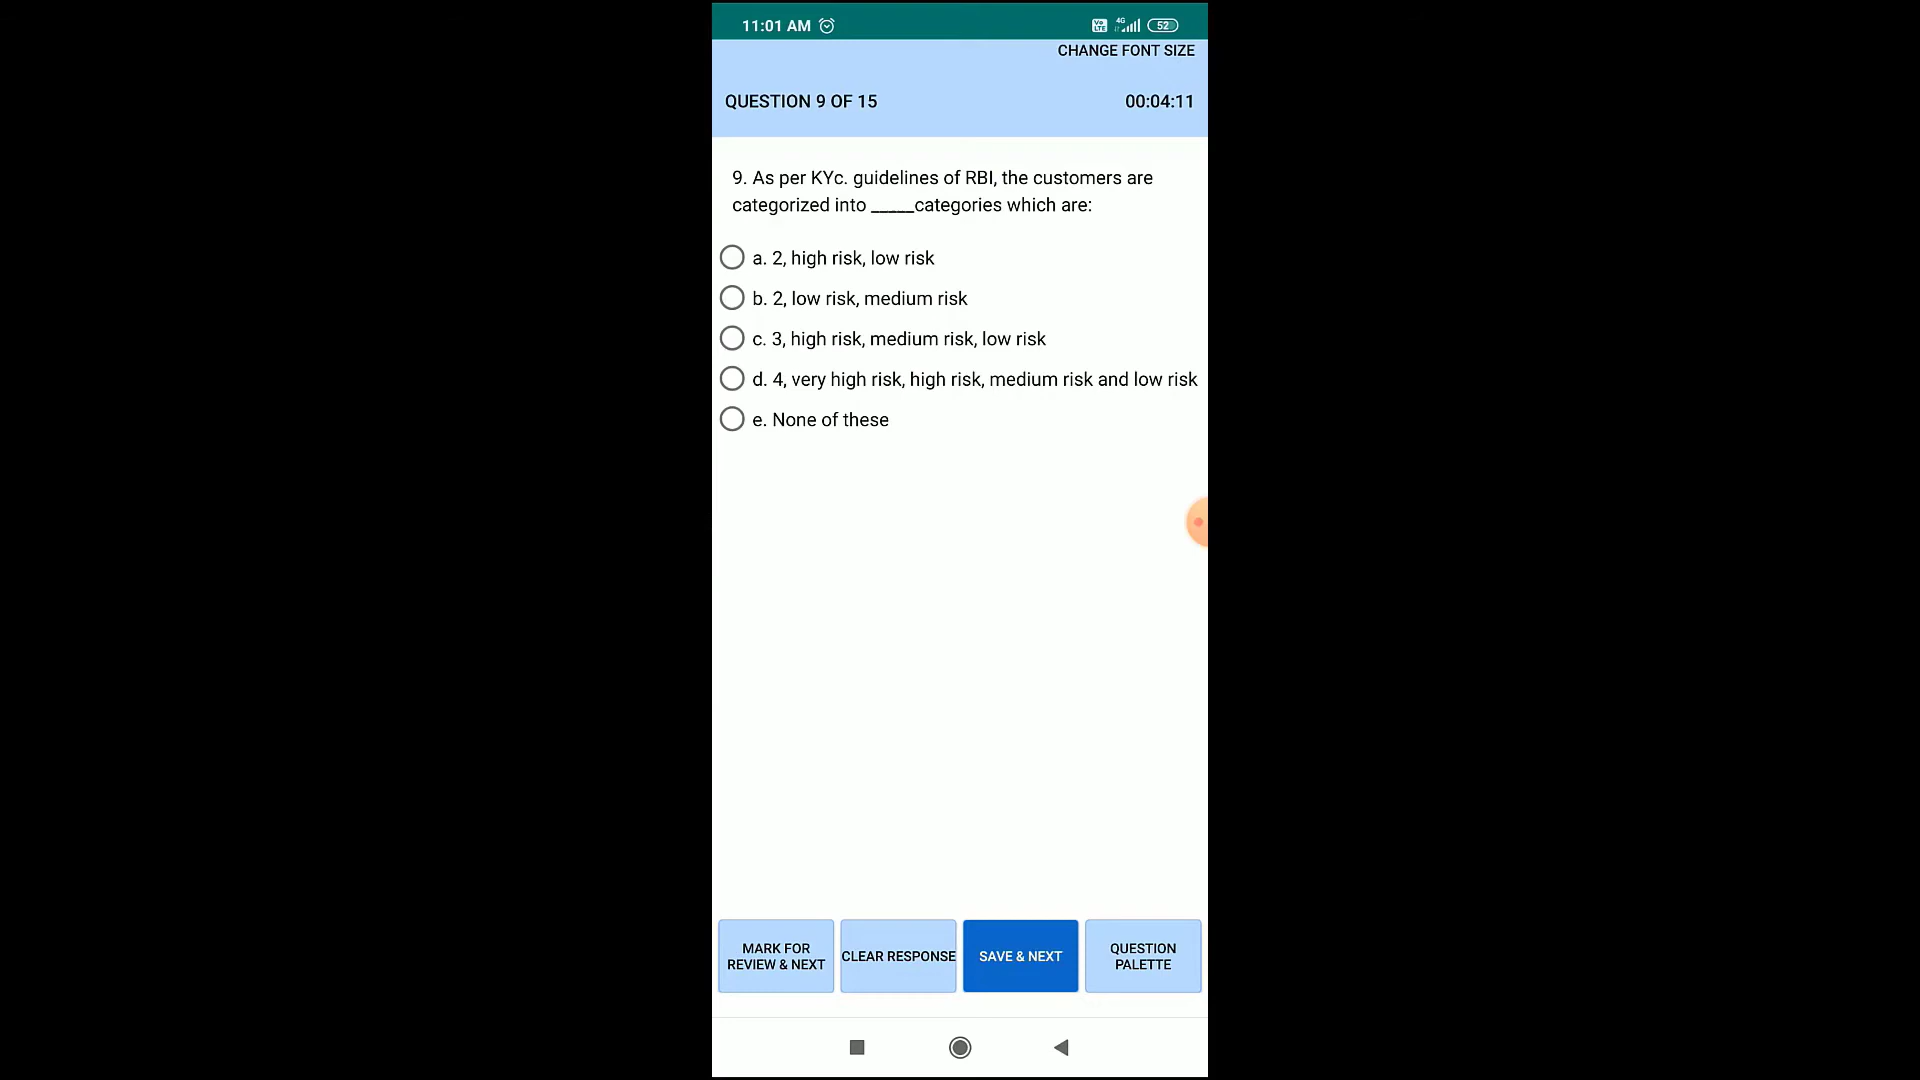 11:01 AM
Vo LTE 4G 52
CHANGE FONT SIZE
QUESTION 9 OF 15 00:04:11
9. As per KYc. guidelines of RBI, the customers are
categorized into _____categories which are:
a. 2, high risk, low risk
b. 2, low risk, medium risk
c. 3, high risk, medium risk, low risk
d. 4, very high risk, high risk, medium risk and low risk
e. None of these
MARK FOR
REVIEW & NEXT
CLEAR RESPONSE
SAVE & NEXT
QUESTION
PALETTE